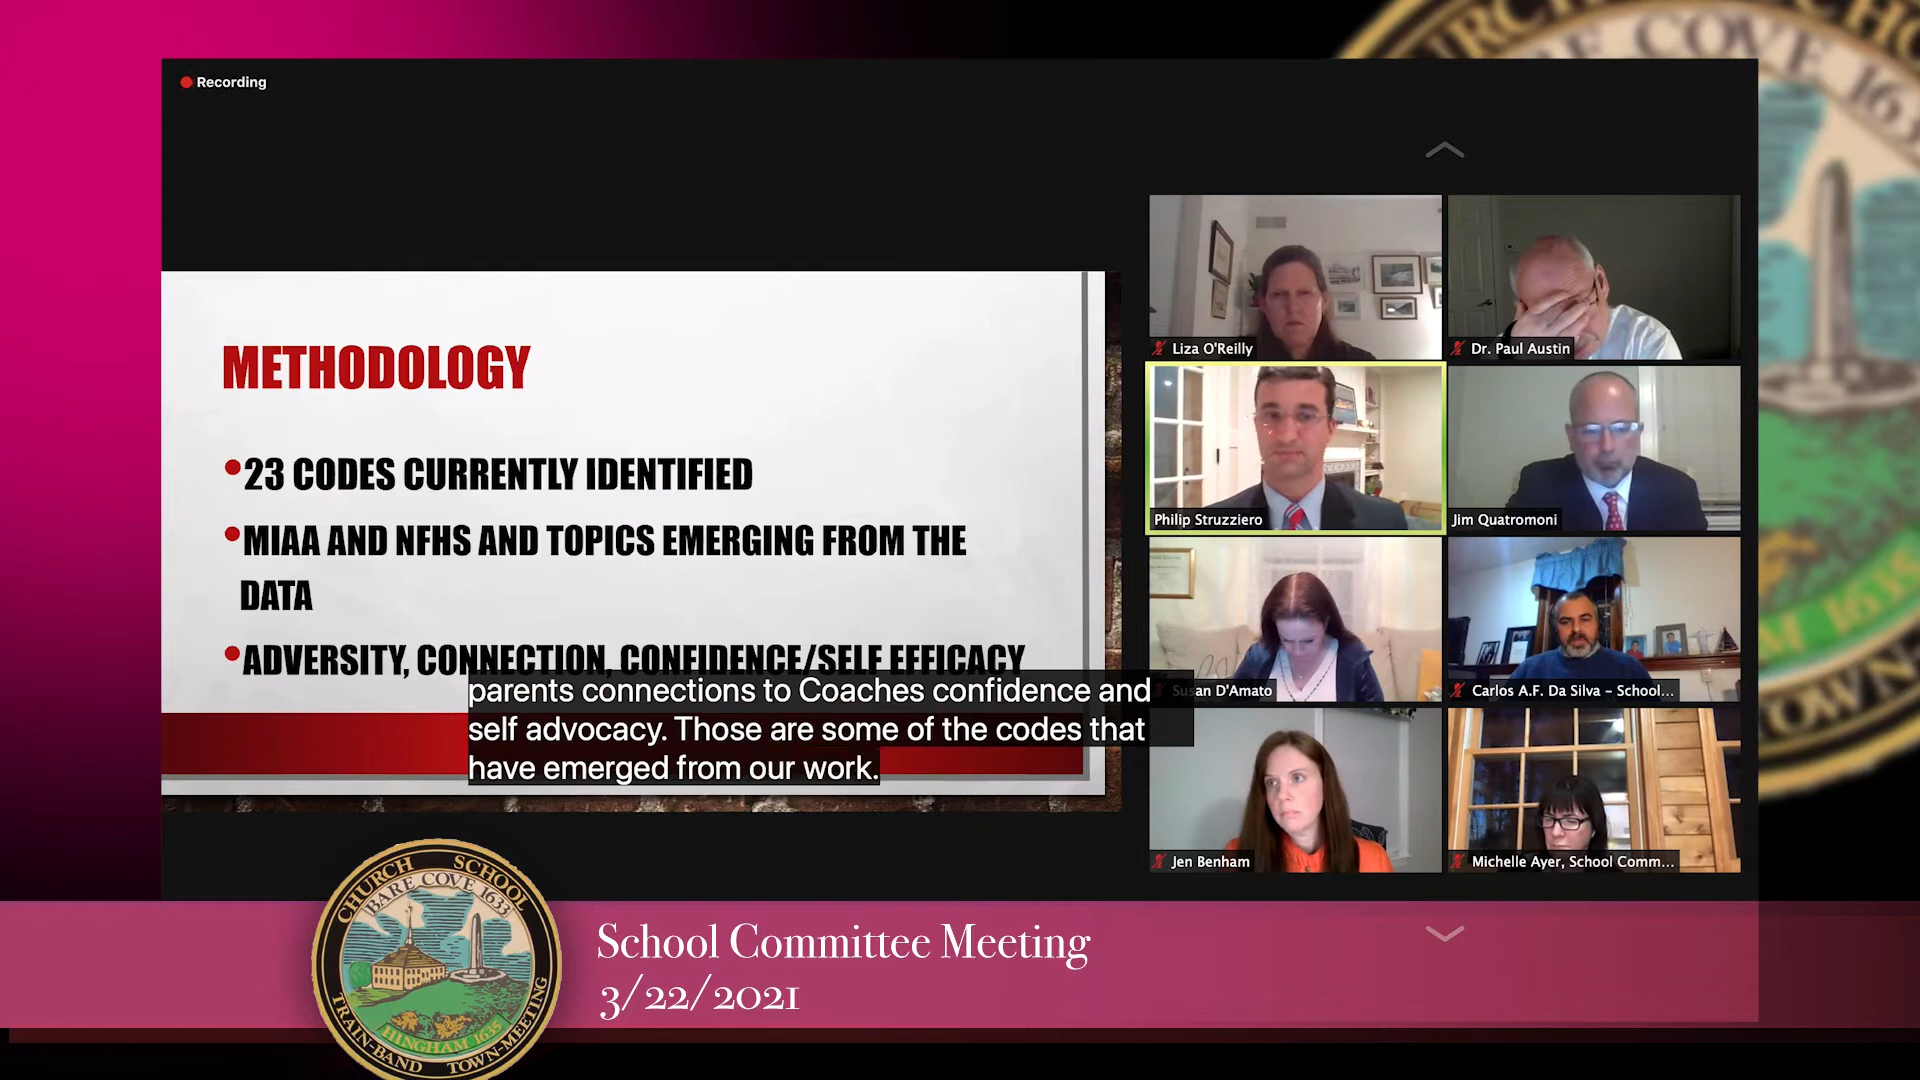 Recording
METHODOLOGY
•23 CODES CURRENTLY IDENTIFIED
•MIAA AND NFHS AND TOPICS EMERGING FROM THE
DATA
•ADVERSITY, CONNECTION, CONFIDENCE/SELF EFFICACY
parents connections to Coaches confidence and
self advocacy. Those are some of the codes that
have emerged from our work.
Liza O'Reilly
Dr. Paul Austin
Philip Struzziero
Jim Quatromoni
Susan D'Amato
Carlos A.F. Da Silva – School...
Jen Benham
Michelle Ayer, School Comm...
CHURCH SCHOOL
BARE COVE 1633
HINGHAM 1635
TRAIN-BAND TOWN-MEETING
School Committee Meeting
3/22/2021
COVE 163
1635
TOWN-